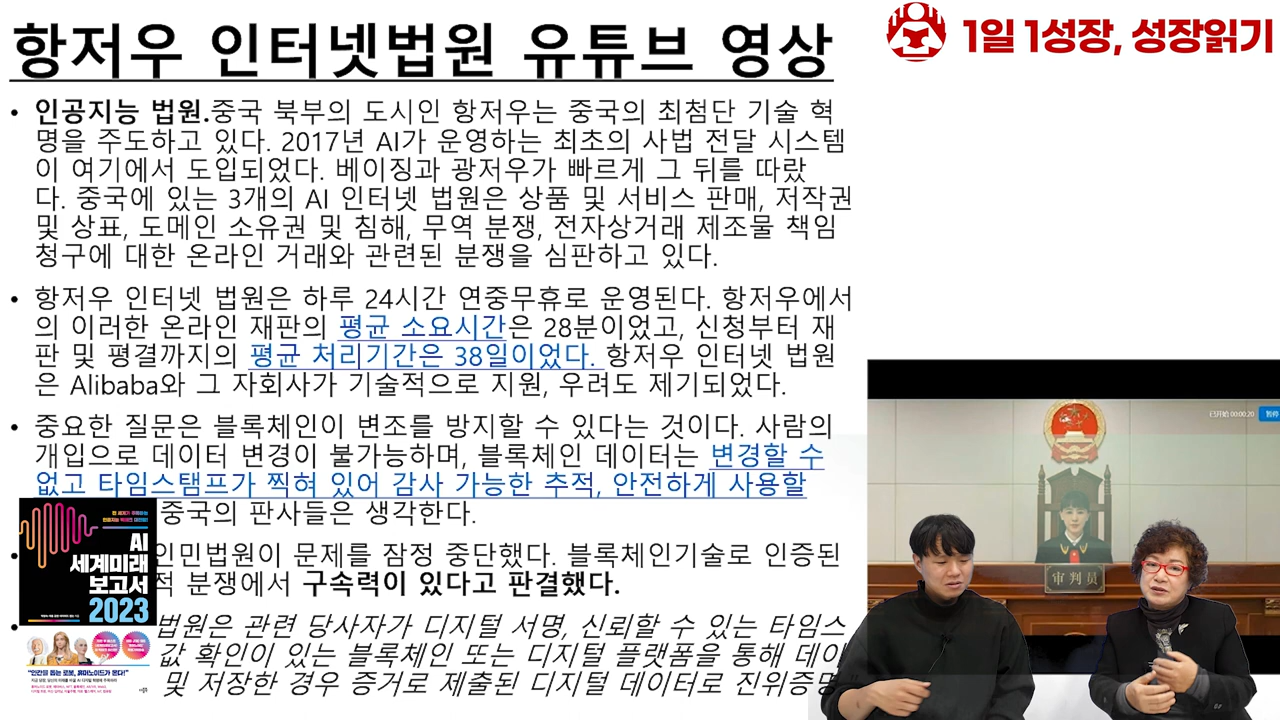 항저우 인터넷법원 유튜브 영상
1일 1성장, 성장읽기
• 인공지능 법원.중국 북부의 도시인 항저우는 중국의 최첨단 기술 혁
명을 주도하고 있다. 2017년 AI가 운영하는 최초의 사법 전달 시스템
이 여기에서 도입되었다. 베이징과 광저우가 빠르게 그 뒤를 따랐
다. 중국에 있는 3개의 AI 인터넷 법원은 상품 및 서비스 판매, 저작권
및 상표, 도메인 소유권 및 침해, 무역 분쟁, 전자상거래 제조물 책임
청구에 대한 온라인 거래와 관련된 분쟁을 심판하고 있다.
• 항저우 인터넷 법원은 하루 24시간 연중무휴로 운영된다. 항저우에서
의 이러한 온라인 재판의 평균 소요시간은 28분이었고, 신청부터 재
판 및 평결까지의 평균 처리기간은 38일이었다. 항저우 인터넷 법원
은 Alibaba와 그 자회사가 기술적으로 지원, 우려도 제기되었다.
• 중요한 질문은 블록체인이 변조를 방지할 수 있다는 것이다. 사람의
개입으로 데이터 변경이 불가능하며, 블록체인 데이터는 변경할 수
없고 타임스탬프가 찍혀 있어 감사 가능한 추적, 안전하게 사용할
중국의 판사들은 생각한다.
인민법원이 문제를 잠정 중단했다. 블록체인기술로 인증된
적 분쟁에서 구속력이 있다고 판결했다.
법원은 관련 당사자가 디지털 서명, 신뢰할 수 있는 타임스
값 확인이 있는 블록체인 또는 디지털 플랫폼을 통해 데이
및 저장한 경우 증거로 제출된 디지털 데이터로 진위증명
AI
세계미래
보고서
2023
"인간을 돕는 로봇, 휴머노이드가 온다!"
已开始 00:00:20
暂停
审判员